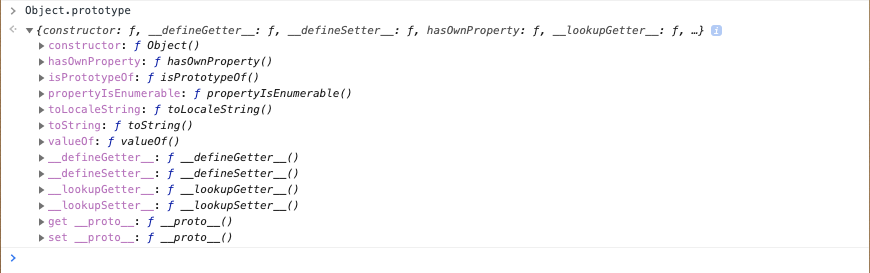 Object.prototype
{constructor: ƒ, __defineGetter__: ƒ, __defineSetter__: ƒ, hasOwnProperty: ƒ, __lookupGetter__: ƒ, …} i
constructor: ƒ Object()
hasOwnProperty: ƒ hasOwnProperty()
isPrototypeOf: ƒ isPrototypeOf()
propertyIsEnumerable: ƒ propertyIsEnumerable()
toLocaleString: ƒ toLocaleString()
toString: ƒ toString()
valueOf: ƒ valueOf()
__defineGetter__: ƒ __defineGetter__()
__defineSetter__: ƒ __defineSetter__()
__lookupGetter__: ƒ __lookupGetter__()
__lookupSetter__: ƒ __lookupSetter__()
get __proto__: ƒ __proto__()
set __proto__: ƒ __proto__()